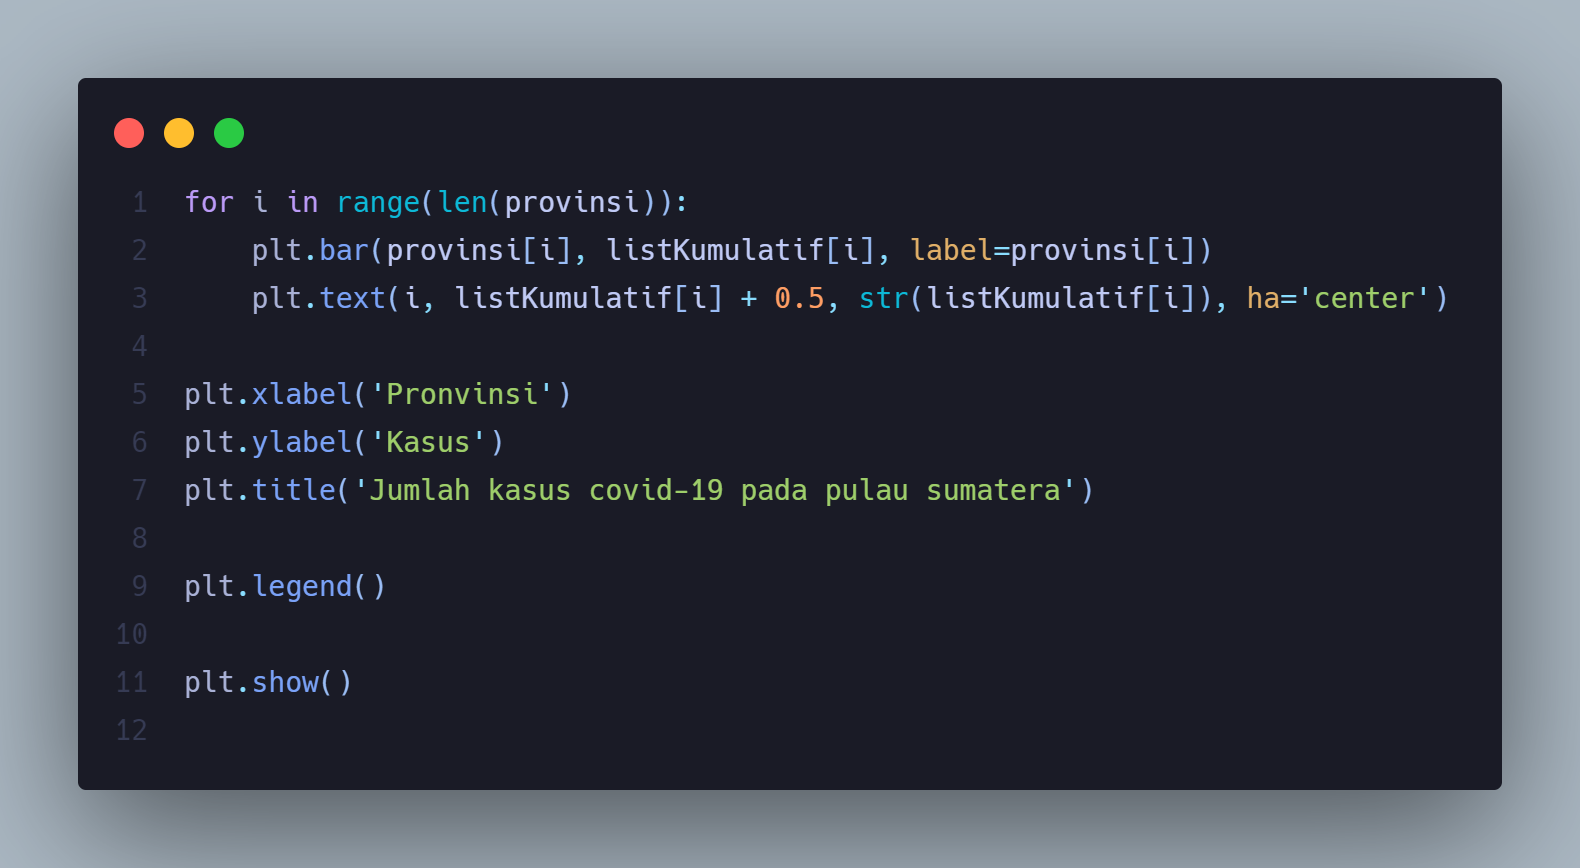 1 for i in range(len(provinsi)):
2     plt.bar(provinsi[i], listKumulatif[i], label=provinsi[i])
3     plt.text(i, listKumulatif[i] + 0.5, str(listKumulatif[i]), ha='center')
4
5 plt.xlabel('Pronvinsi')
6 plt.ylabel('Kasus')
7 plt.title('Jumlah kasus covid-19 pada pulau sumatera')
8
9 plt.legend()
10
11 plt.show()
12